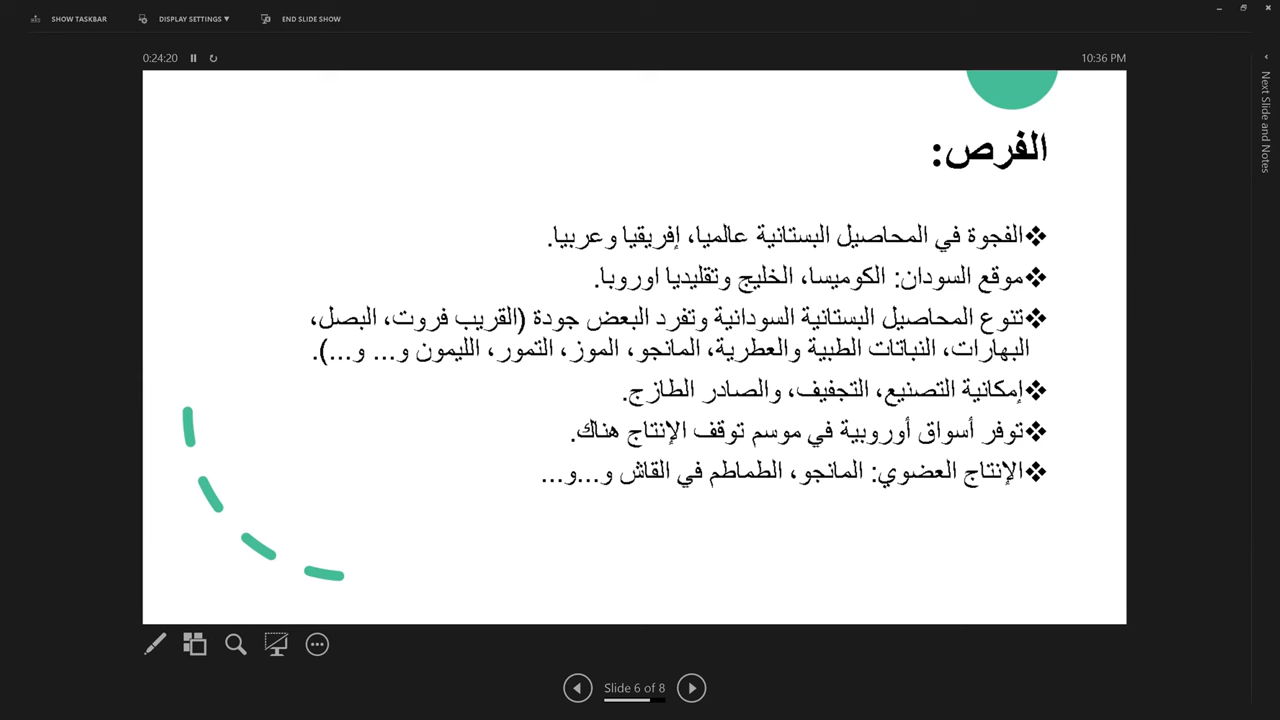 SHOW TASKBAR
DISPLAY SETTINGS ▼
END SLIDE SHOW
0:24:20
10:36 PM
Next Slide and Notes
الفرص:
❖الفجوة في المحاصيل البستانية عالميا، إفريقيا وعربيا.
❖موقع السودان: الكوميسا، الخليج وتقليديا اوروبا.
❖تنوع المحاصيل البستانية السودانية وتفرد البعض جودة (القريب فروت، البصل،
البهارات، النباتات الطبية والعطرية، المانجو، الموز، التمور، الليمون و... و...).
❖إمكانية التصنيع، التجفيف، والصادر الطازج.
❖توفر أسواق أوروبية في موسم توقف الإنتاج هناك.
❖الإنتاج العضوي: المانجو، الطماطم في القاش و...و...
Slide 6 of 8